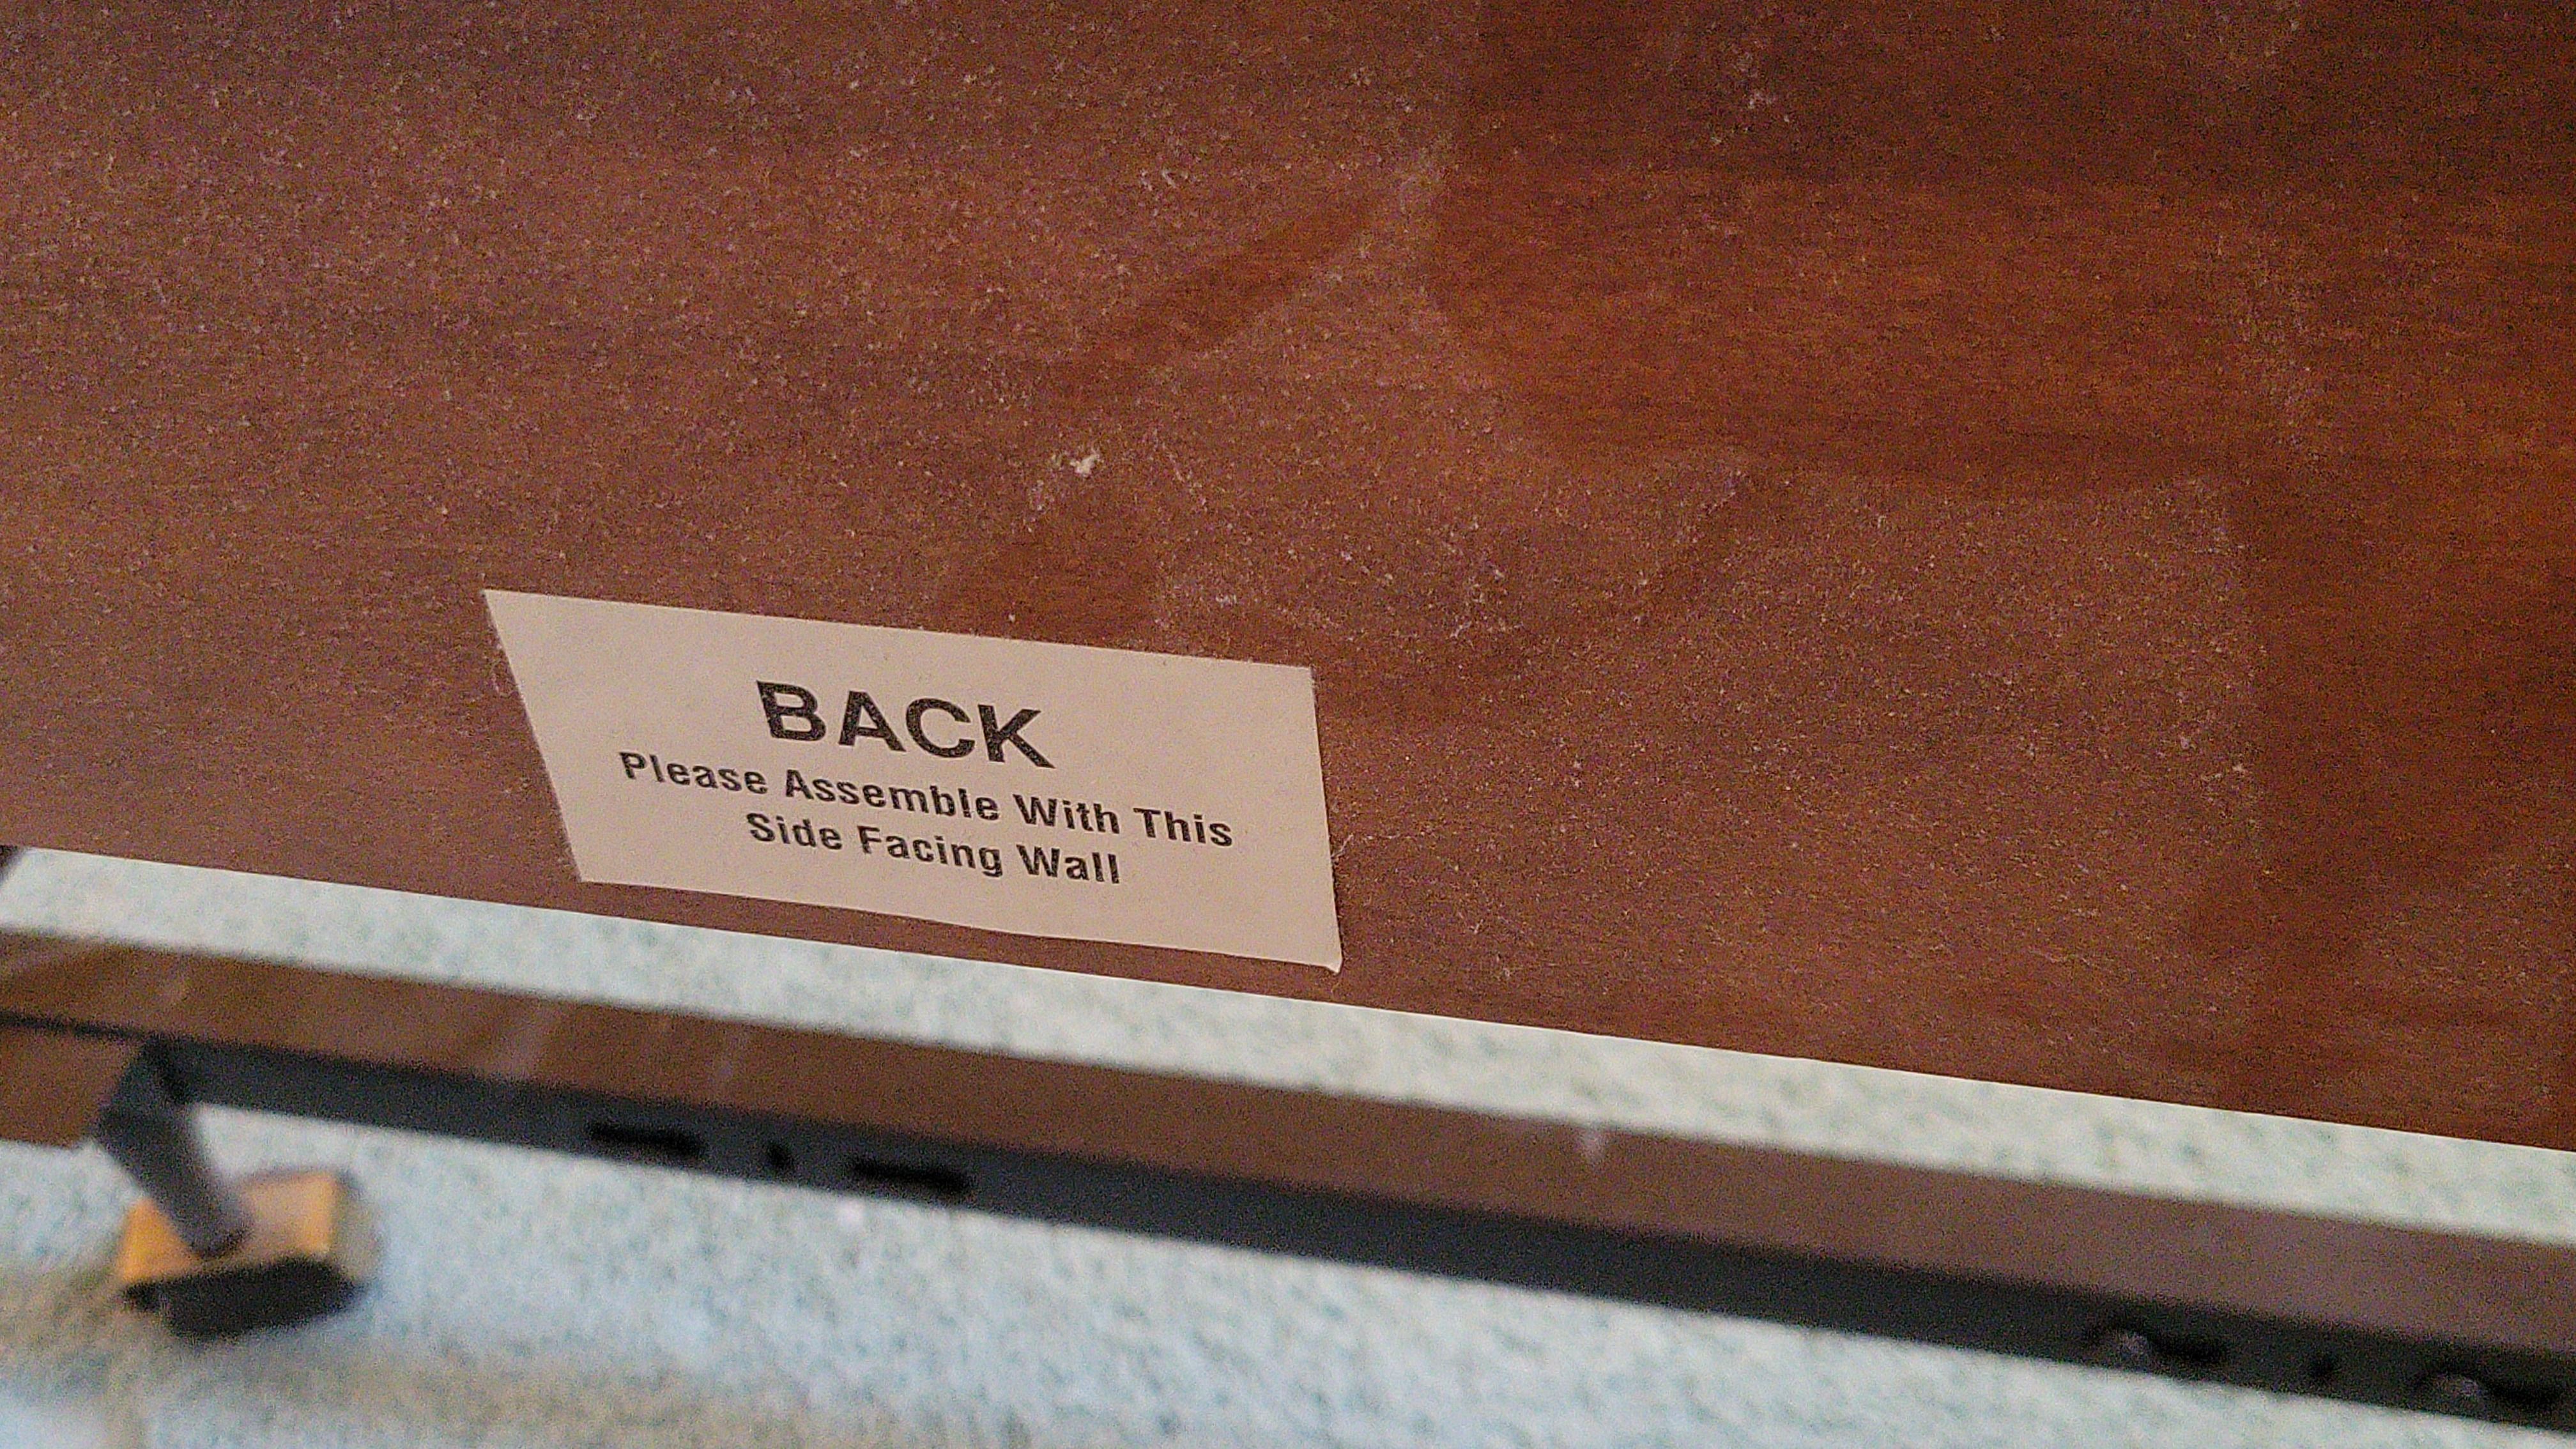 BACK
Please Assemble With This
Side Facing Wall